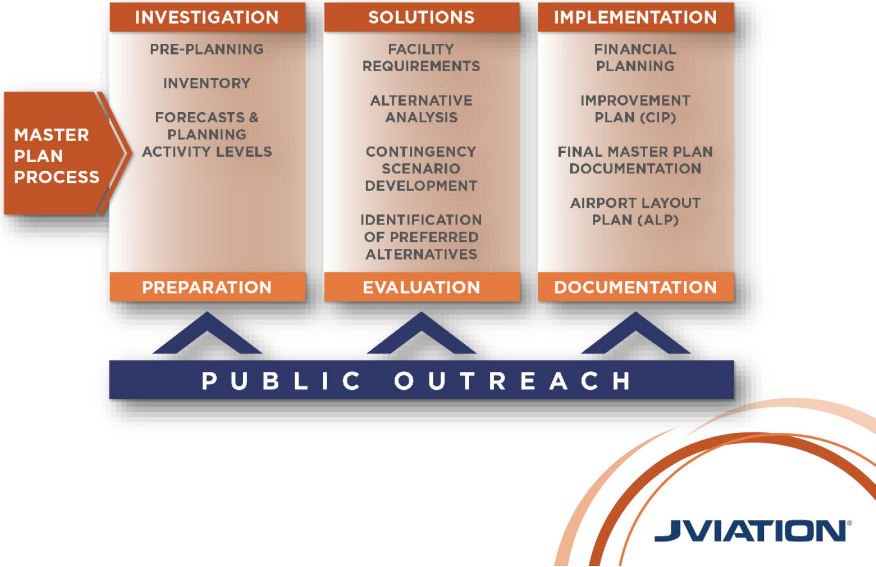 MASTER
PLAN
PROCESS
INVESTIGATION
PRE-PLANNING
INVENTORY
FORECASTS &
PLANNING
ACTIVITY LEVELS
PREPARATION
SOLUTIONS
FACILITY
REQUIREMENTS
ALTERNATIVE
ANALYSIS
CONTINGENCY
SCENARIO
DEVELOPMENT
IDENTIFICATION
OF PREFERRED
ALTERNATIVES
EVALUATION
IMPLEMENTATION
FINANCIAL
PLANNING
IMPROVEMENT
PLAN (CIP)
FINAL MASTER PLAN
DOCUMENTATION
AIRPORT LAYOUT
PLAN (ALP)
DOCUMENTATION
PUBLIC OUTREACH
JVIATION®